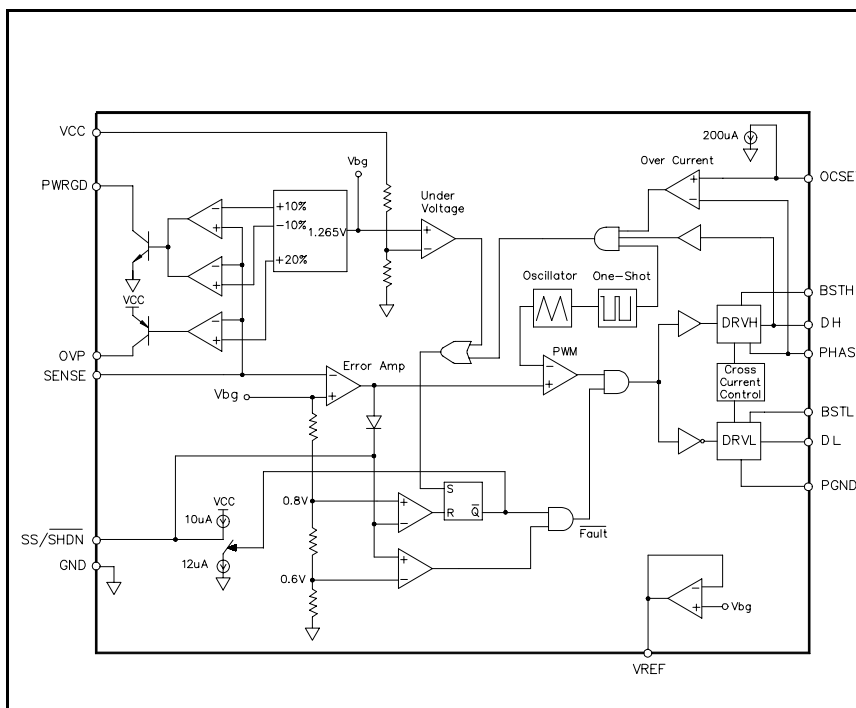 VCC
200uA
Vbg
Over Current
OCSE
PWRGD
+10%
-10%
1.265V
+20%
Under
Voltage
+
-
VCC
Oscillator
One-Shot
BSTH
DRVH
DH
OVP
PWM
PHAS
SENSE
Error Amp
Cross
Current
Control
Vbg
BSTL
DRVL
DL
S
R
Q
PGND
VCC
10uA
0.8V
SS/SHDN
Fault
GND
12uA
0.6V
Vbg
VREF